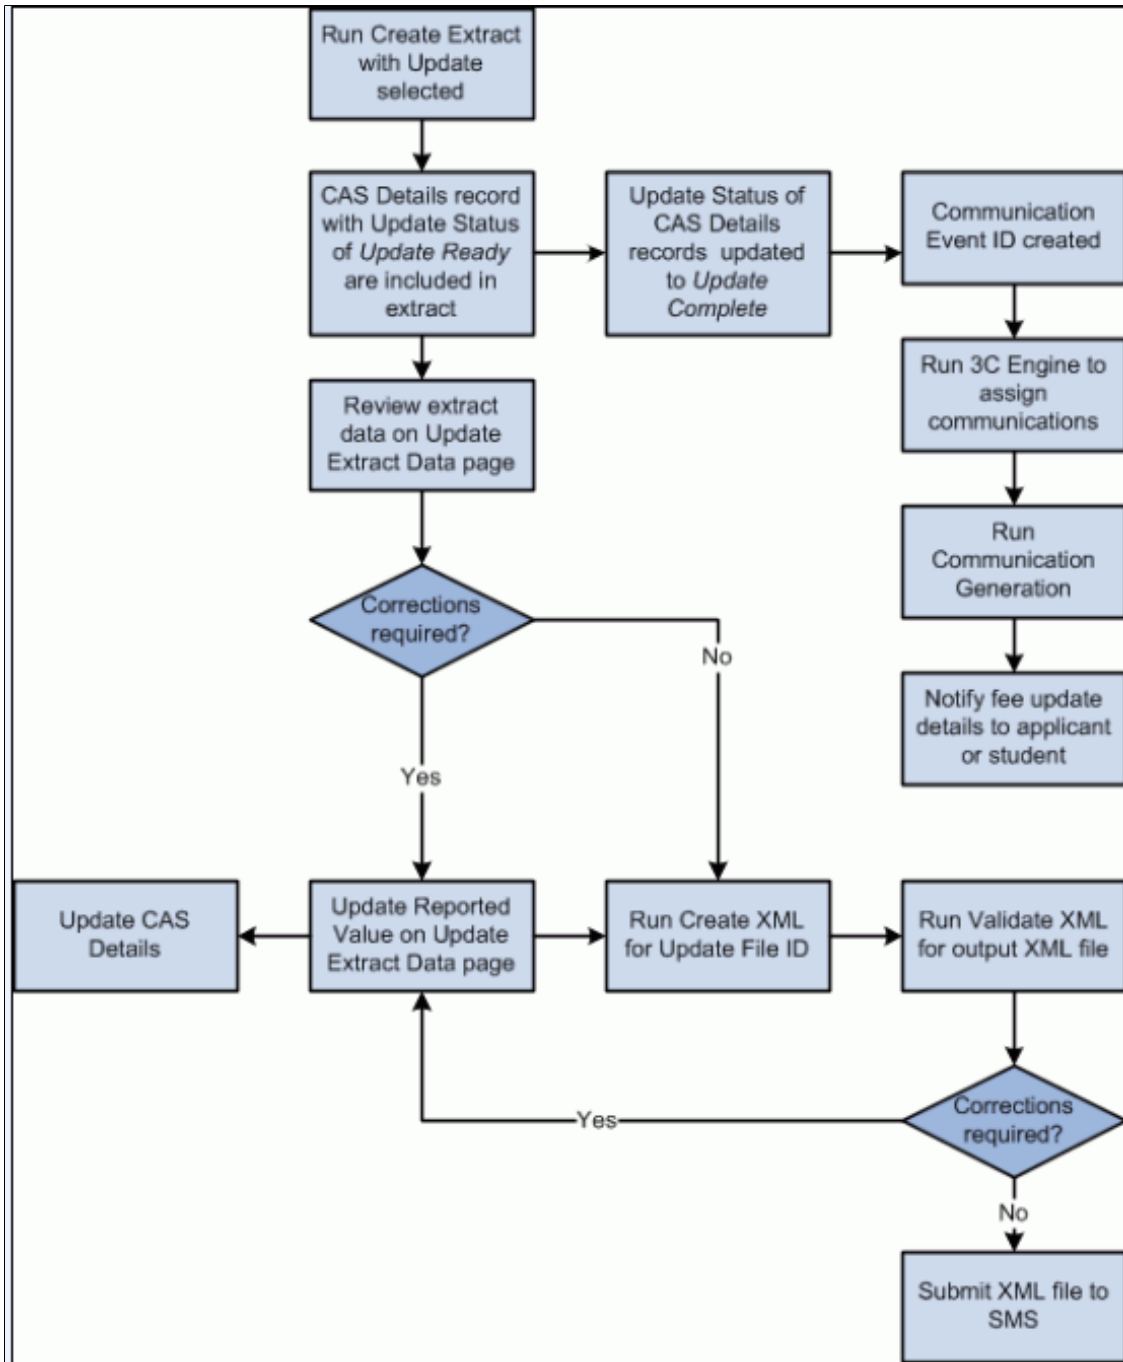 Run Create Extract
with Update
selected
CAS Details record
with Update Status
of Update Ready
are included in
extract
Update Status of
CAS Details
records updated
to Update
Complete
Communication
Event ID created
Review extract
data on Update
Extract Data page
Run 3C Engine to
assign
communications
Run
Communication
Generation
Corrections
required?
No
Notify fee update
details to applicant
or student
Yes
Update CAS
Details
Update Reported
Value on Update
Extract Data page
Run Create XML
for Update File ID
Run Validate XML
for output XML file
Corrections
required?
Yes
No
Submit XML file to
SMS